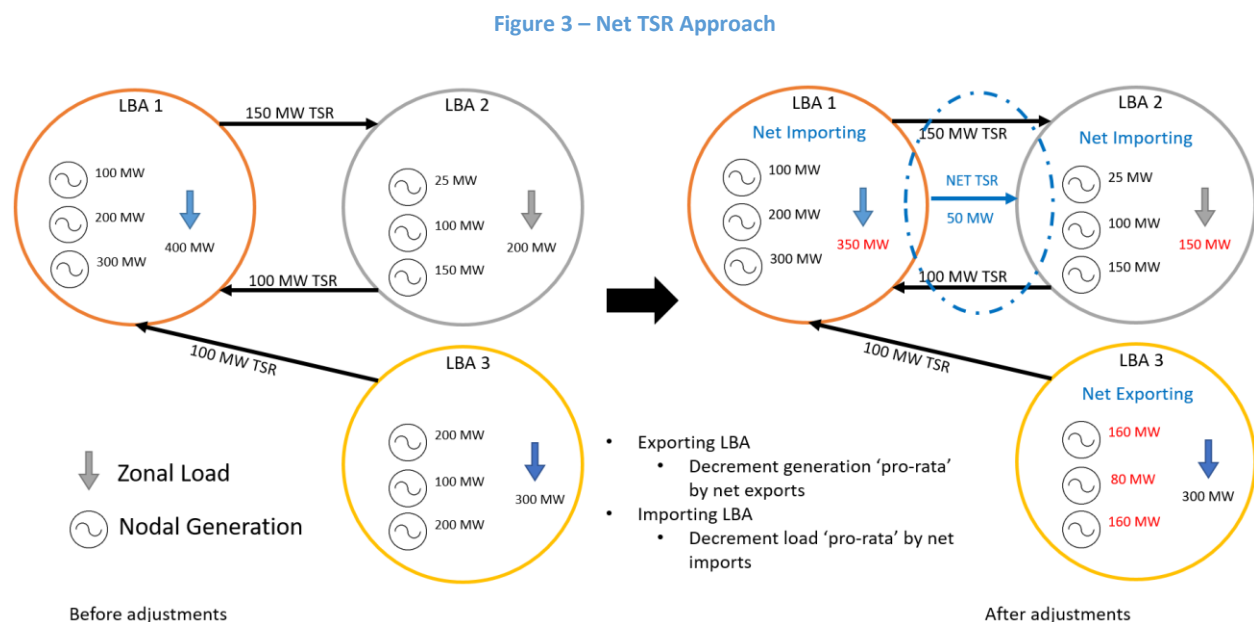 Figure 3 – Net TSR Approach
LBA 1
150 MW TSR
LBA 2
100 MW
200 MW
300 MW
400 MW
25 MW
100 MW
150 MW
200 MW
100 MW TSR
100 MW TSR
LBA 3
200 MW
100 MW
200 MW
300 MW
Zonal Load
Nodal Generation
Before adjustments
LBA 1
Net Importing
150 MW TSR
LBA 2
Net Importing
100 MW
200 MW
300 MW
350 MW
NET TSR
50 MW
25 MW
100 MW
150 MW
150 MW
100 MW TSR
100 MW TSR
LBA 3
Net Exporting
160 MW
80 MW
160 MW
300 MW
• Exporting LBA
• Decrement generation ‘pro-rata’
by net exports
• Importing LBA
• Decrement load ‘pro-rata’ by net
imports
After adjustments